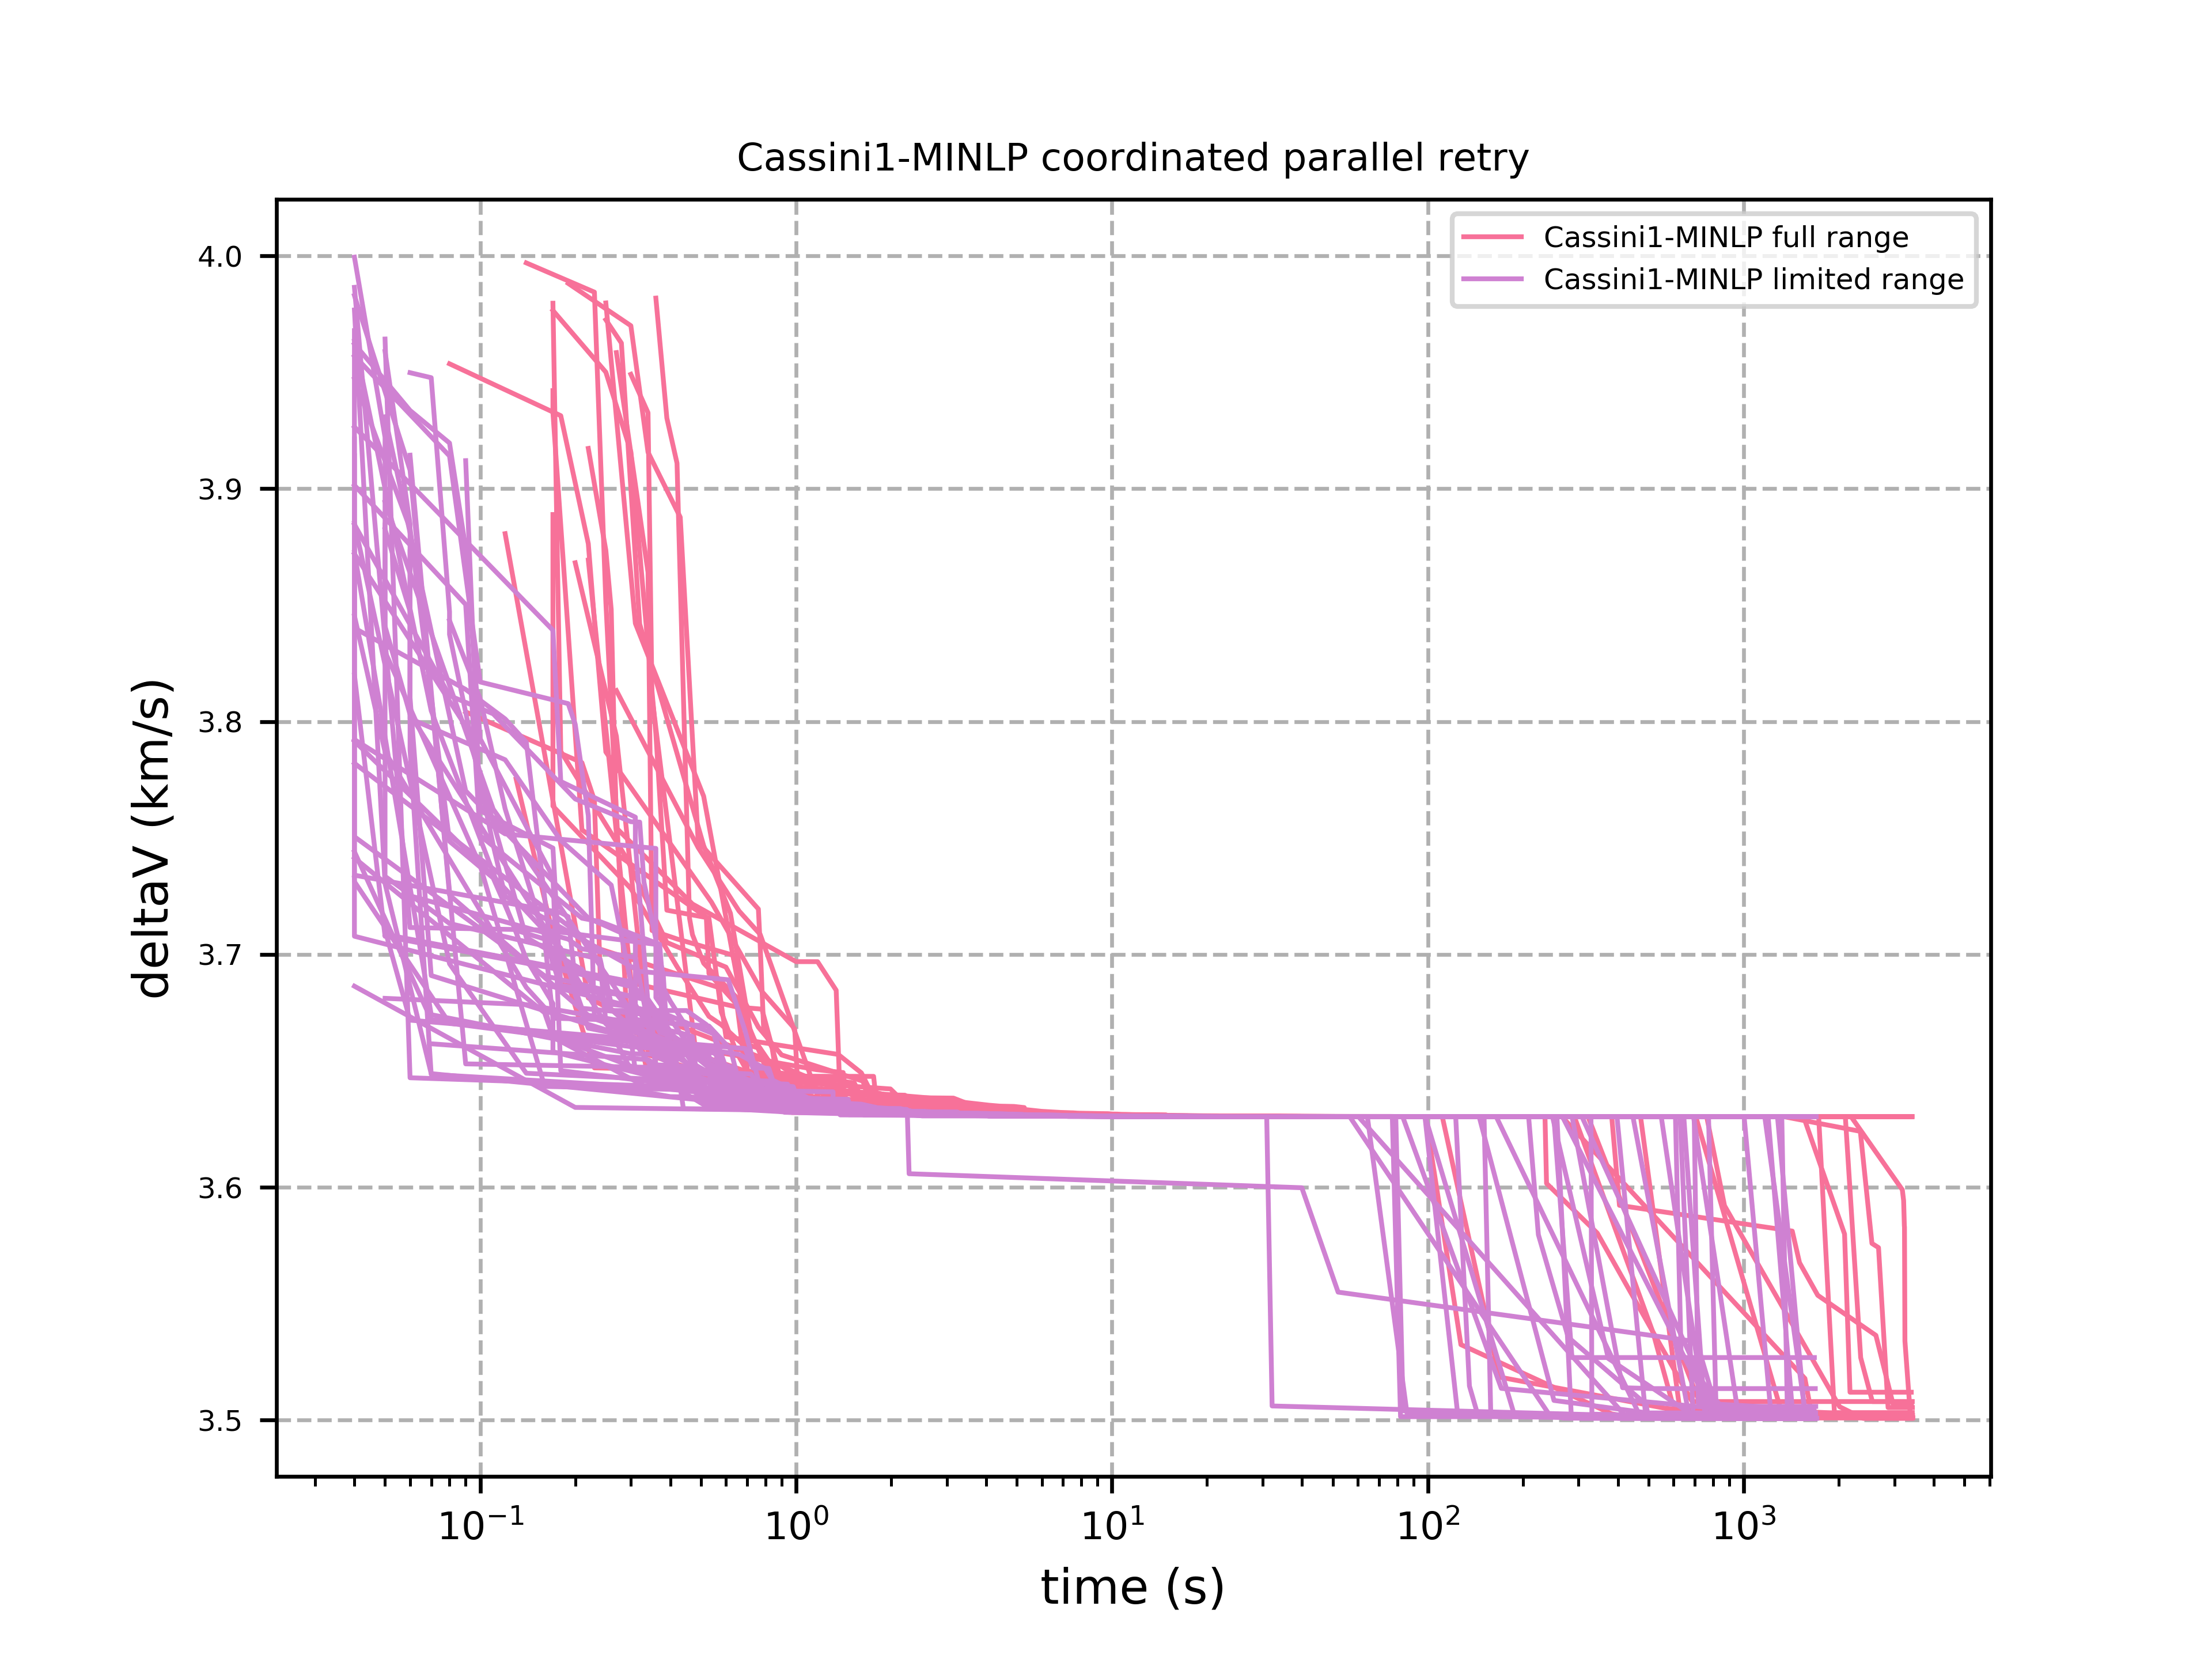 Cassini1-MINLP coordinated parallel retry
Cassini1-MINLP full range
Cassini1-MINLP limited range
deltaV (km/s)
4.0
3.9
3.8
3.7
3.6
3.5
10⁻¹ 10⁰ 10¹ 10² 10³
time (s)